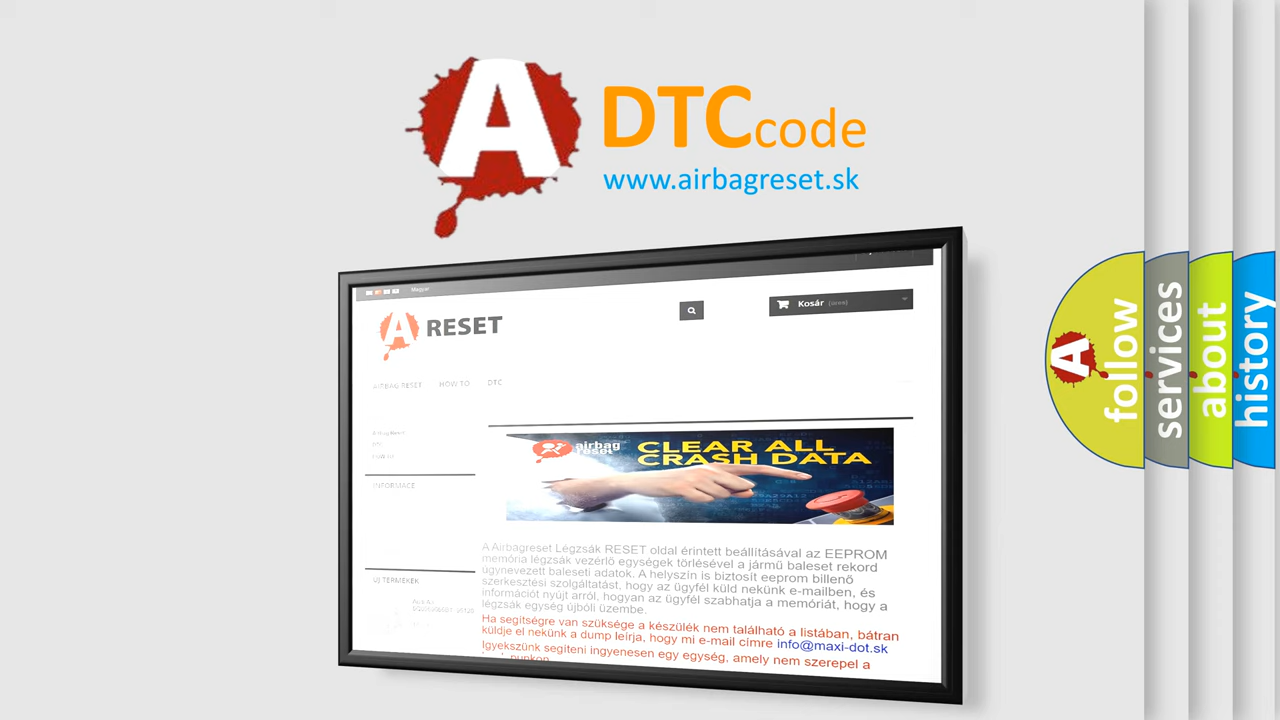 A
DTC code
www.airbagreset.sk
Magyar
A RESET
Kosár (üres)
AIRBAG RESET HOW TO DTC
DTC
INFORMACE
ÚJ TERMÉKEK
airbag
reset
CLEAR ALL
CRASH DATA
A Airbagreset Légzsák RESET oldal érintett beállításával az EEPROM
memória légzsák vezérlő egységek törlésével a jármű baleset rekord
úgynevezett baleseti adatok. A helyszín is biztosít eeprom billenő
szerkesztési szolgáltatást, hogy az ügyfél küld nekünk e-mailben, és
információt nyújt arról, hogyan az ügyfél szabhatja a memóriát, hogy a
légzsák egység újbóli üzembe.
Ha segítségre van szüksége a készülék nem található a listában, bátran
küldje el nekünk a dump leírja, hogy mi e-mail címre info@maxi-dot.sk
Igyekszünk segíteni ingyenesen egy egység, amely nem szerepel a
A
follow
services
about
history